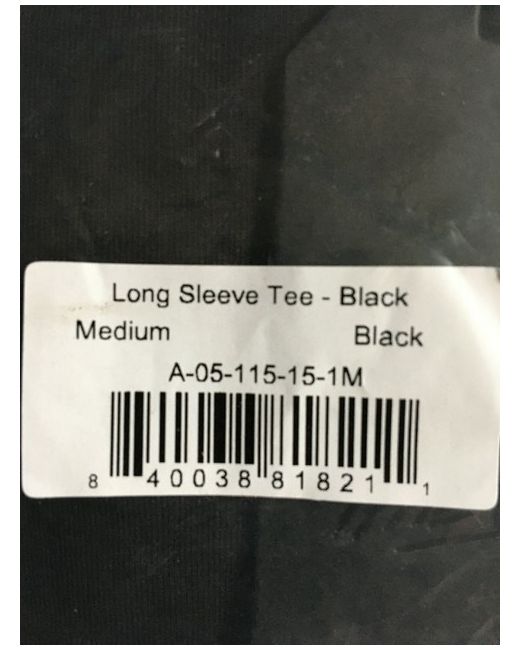 Long Sleeve Tee - Black
Medium Black
A-05-115-15-1M
8 40038 81821 1